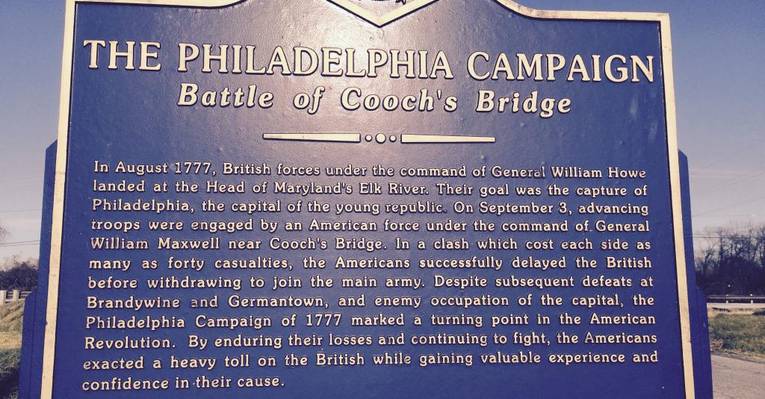 THE PHILADELPHIA CAMPAIGN
Battle of Cooch's Bridge
In August 1777, British forces under the command of General William Howe
landed at the Head of Maryland's Elk River. Their goal was the capture of
Philadelphia, the capital of the young republic. On September 3, advancing
troops were engaged by an American force under the command of General
William Maxwell near Cooch's Bridge. In a clash which cost each side as
many as forty casualties, the Americans successfully delayed the British
before withdrawing to join the main army. Despite subsequent defeats at
Brandywine and Germantown, and enemy occupation of the capital, the
Philadelphia Campaign of 1777 marked a turning point in the American
Revolution. By enduring their losses and continuing to fight, the Americans
exacted a heavy toll on the British while gaining valuable experience and
confidence in their cause.